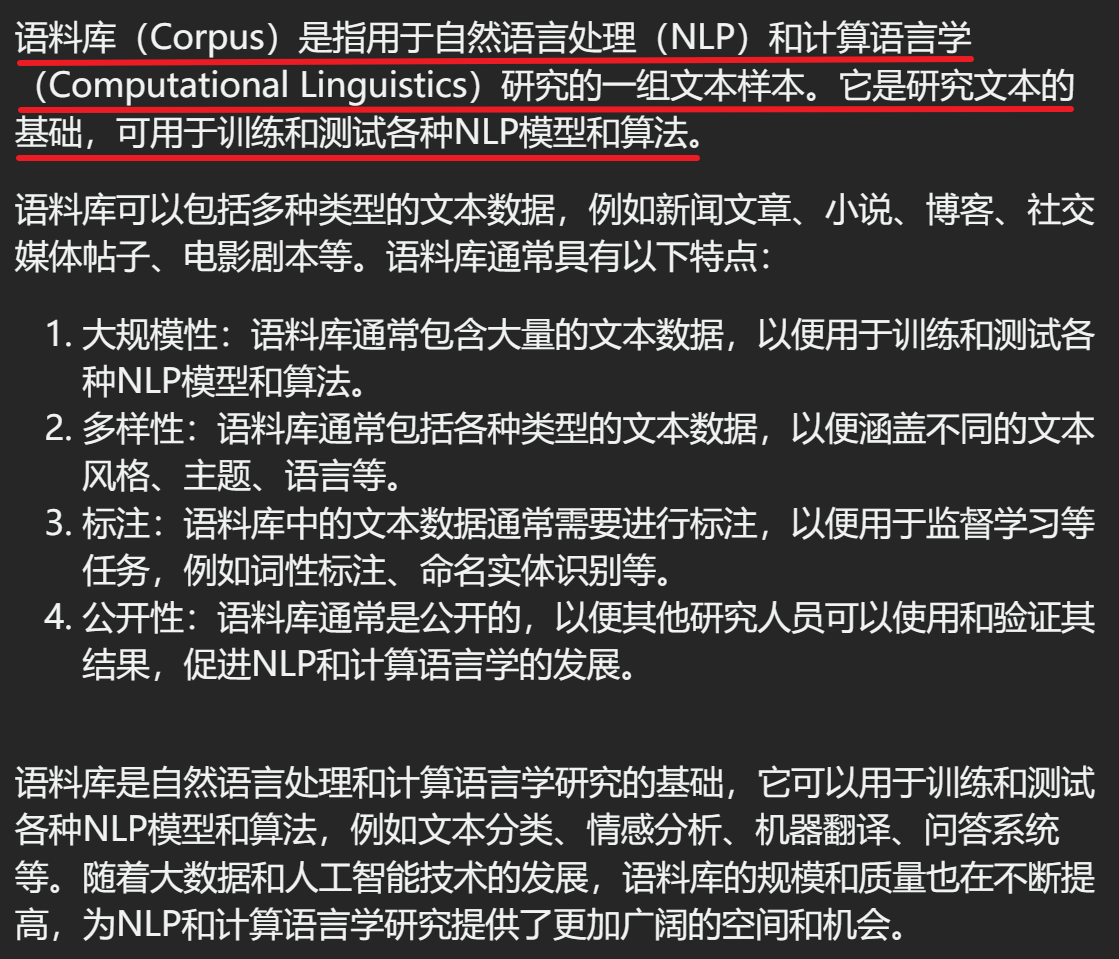 语料库（Corpus）是指用于自然语言处理（NLP）和计算语言学
（Computational Linguistics）研究的一组文本样本。它是研究文本的
基础，可用于训练和测试各种NLP模型和算法。
语料库可以包括多种类型的文本数据，例如新闻文章、小说、博客、社交
媒体帖子、电影剧本等。语料库通常具有以下特点：
1. 大规模性：语料库通常包含大量的文本数据，以便用于训练和测试各
种NLP模型和算法。
2. 多样性：语料库通常包括各种类型的文本数据，以便涵盖不同的文本
风格、主题、语言等。
3. 标注：语料库中的文本数据通常需要进行标注，以便用于监督学习等
任务，例如词性标注、命名实体识别等。
4. 公开性：语料库通常是公开的，以便其他研究人员可以使用和验证其
结果，促进NLP和计算语言学的发展。
语料库是自然语言处理和计算语言学研究的基础，它可以用于训练和测试
各种NLP模型和算法，例如文本分类、情感分析、机器翻译、问答系统
等。随着大数据和人工智能技术的发展，语料库的规模和质量也在不断提
高，为NLP和计算语言学研究提供了更加广阔的空间和机会。